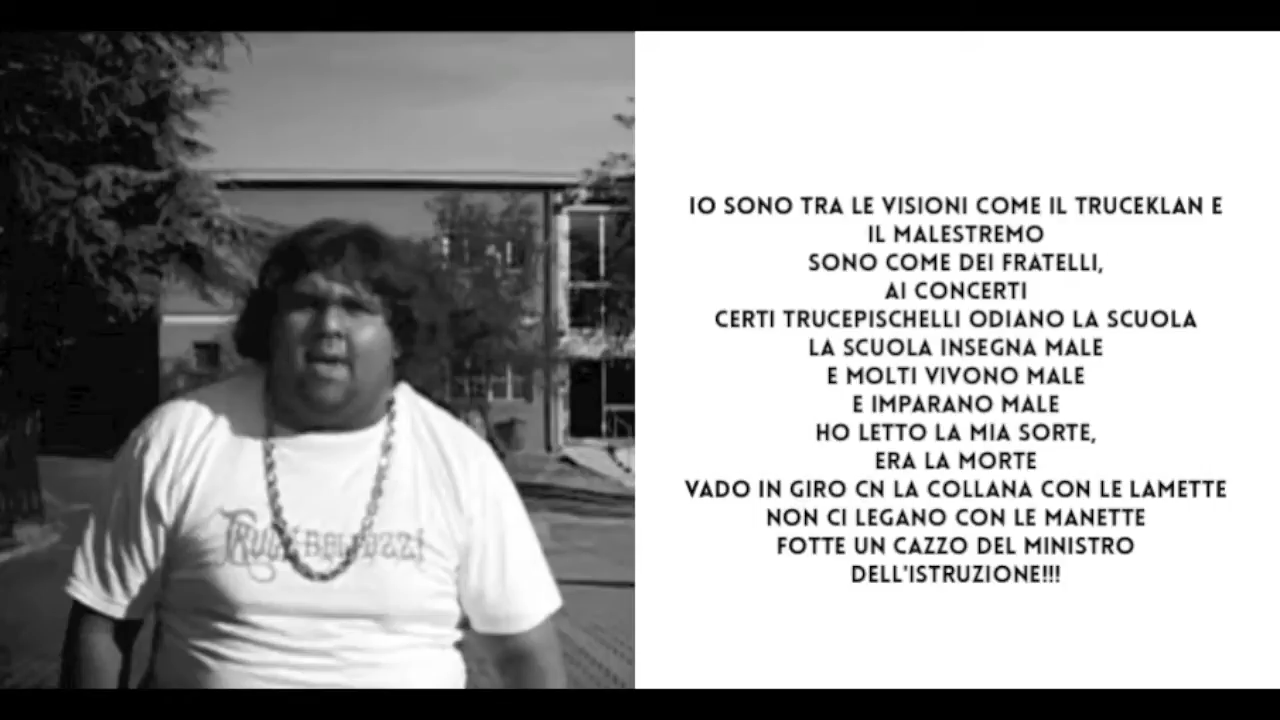 IO SONO TRA LE VISIONI COME IL TRUCEKLAN E
IL MALESTREMO
SONO COME DEI FRATELLI,
AI CONCERTI
CERTI TRUCEPISCHELLI ODIANO LA SCUOLA
LA SCUOLA INSEGNA MALE
E MOLTI VIVONO MALE
E IMPARANO MALE
HO LETTO LA MIA SORTE,
ERA LA MORTE
VADO IN GIRO CN LA COLLANA CON LE LAMETTE
NON CI LEGANO CON LE MANETTE
FOTTE UN CAZZO DEL MINISTRO
DELL'ISTRUZIONE!!!